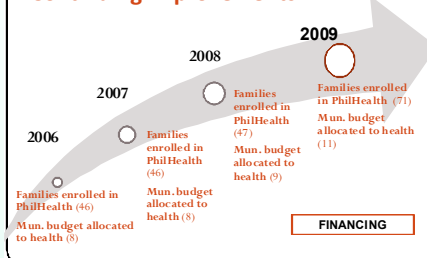 2009
2008
2007
2006
Families enrolled in
PhilHealth (46)
Mun. budget allocated
to health (8)
Families
enrolled in
PhilHealth
(46)
Mun. budget
allocated to
health (8)
Families
enrolled in
PhilHealth
(47)
Mun. budget
allocated to
health (9)
Families enrolled
in PhilHealth (71)
Mun. budget
allocated to health
(11)
FINANCING